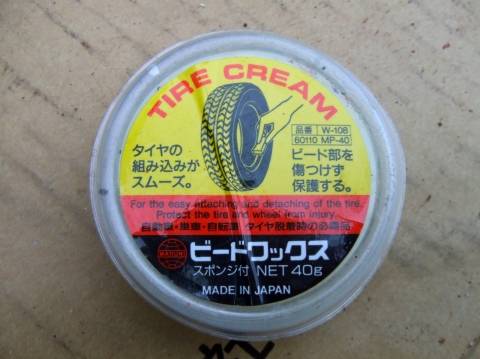 TIRE CREAM
品番 W-108
60110 MP-40
タイヤの
組み込みが
スムーズ。
ビード部を
傷つけず
保護する。
For the easy attaching and detaching of the tire.
Protect the tire and wheel from injury.
自動車・単車・自転車 タイヤ脱着時の必需品
MARUNI
ビードワックス
スポンジ付 NET 40g
MADE IN JAPAN